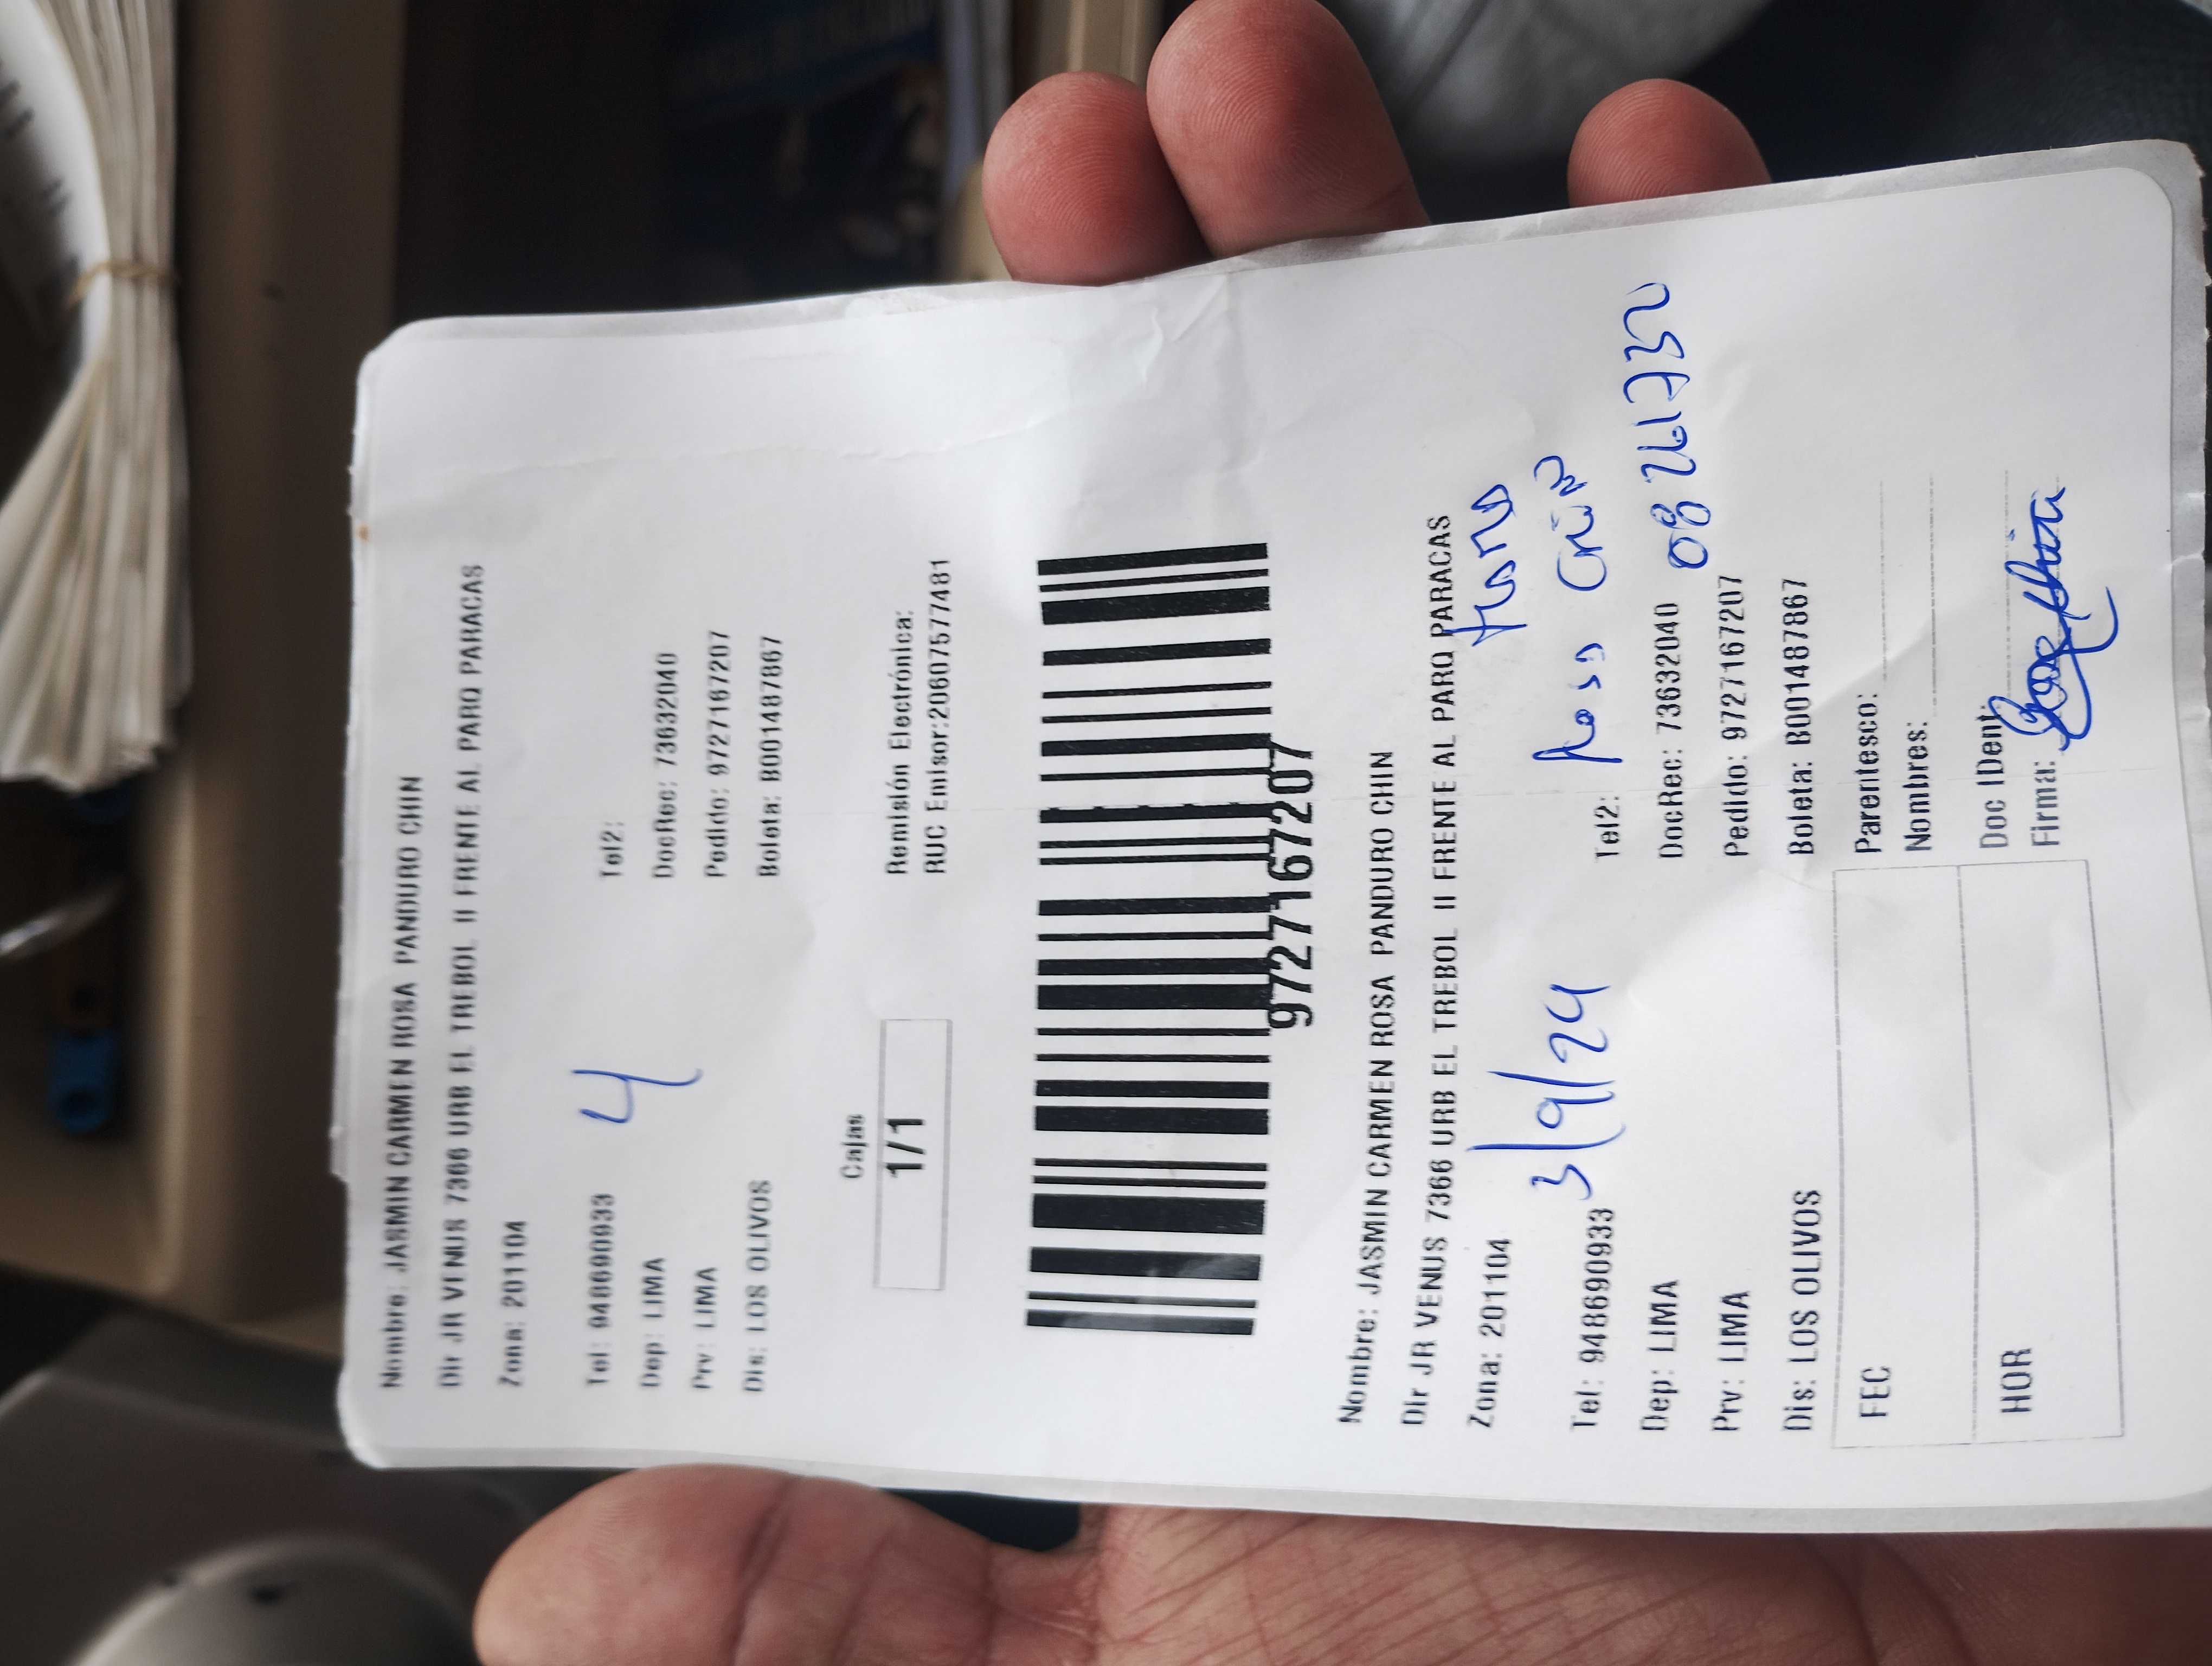 Nombre: JASMIN CARMEN ROSA PANDURO CHIN
Dir JR VENUS 7366 URB EL TREBOL II FRENTE AL PARQ PARACAS
Zona: 201104
Tel: 948690933 4 Tel2:
Dep: LIMA DocRec: 73632040
Prv: LIMA Pedido: 9727167207
Dis: LOS OLIVOS Boleta: B001487867
Cajas
1/1
Remisión Electrónica:
RUC Emisor:20607577481
9727167207
Nombre: JASMIN CARMEN ROSA PANDURO CHIN
Dir JR VENUS 7366 URB EL TREBOL II FRENTE AL PARQ PARACAS
Zona: 201104
3/9/24
Rosa Chin
Tel: 948690933 Tel2:
Dep: LIMA DocRec: 73632040
Prv: LIMA Pedido: 9727167207
Dis: LOS OLIVOS Boleta: B001487867
FEC
HOR
Parentesco:
Nombres:
Doc IDent:
Firma: